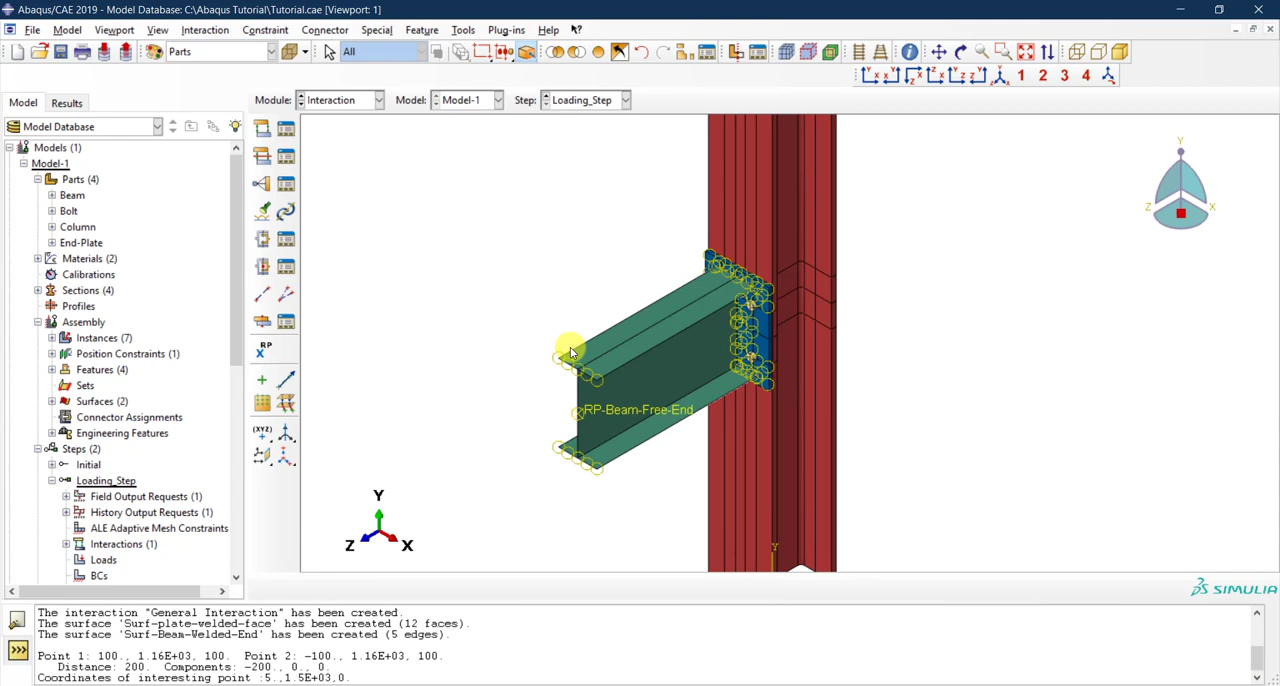 Abaqus/CAE 2019 - Model Database: C:\Abaqus Tutorial\Tutorial.cae [Viewport: 1]
File Model Viewport View Interaction Constraint Connector Special Feature Tools Plug-ins Help
Parts All
1 2 3 4
Model Results Module: Interaction Model: Model-1 Step: Loading_Step
Model Database
Models (1)
Model-1
Parts (4)
Beam
Bolt
Column
End-Plate
Materials (2)
Calibrations
Sections (4)
Profiles
Assembly
Instances (7)
Position Constraints (1)
Features (4)
Sets
Surfaces (2)
Connector Assignments
Engineering Features
Steps (2)
Initial
Loading_Step
Field Output Requests (1)
History Output Requests (1)
ALE Adaptive Mesh Constraints
Interactions (1)
Loads
BCs
RP
(XYZ)
Y
Z X
RP-Beam-Free-End
Y
Z X
Y
SIMULIA
The interaction "General Interaction" has been created.
The surface 'Surf-plate-welded-face' has been created (12 faces).
The surface 'Surf-Beam-Welded-End' has been created (5 edges).
Point 1: 100., 1.16E+03, 100. Point 2: -100., 1.16E+03, 100.
Distance: 200. Components: -200., 0., 0.
Coordinates of interesting point :5.,1.5E+03,0.